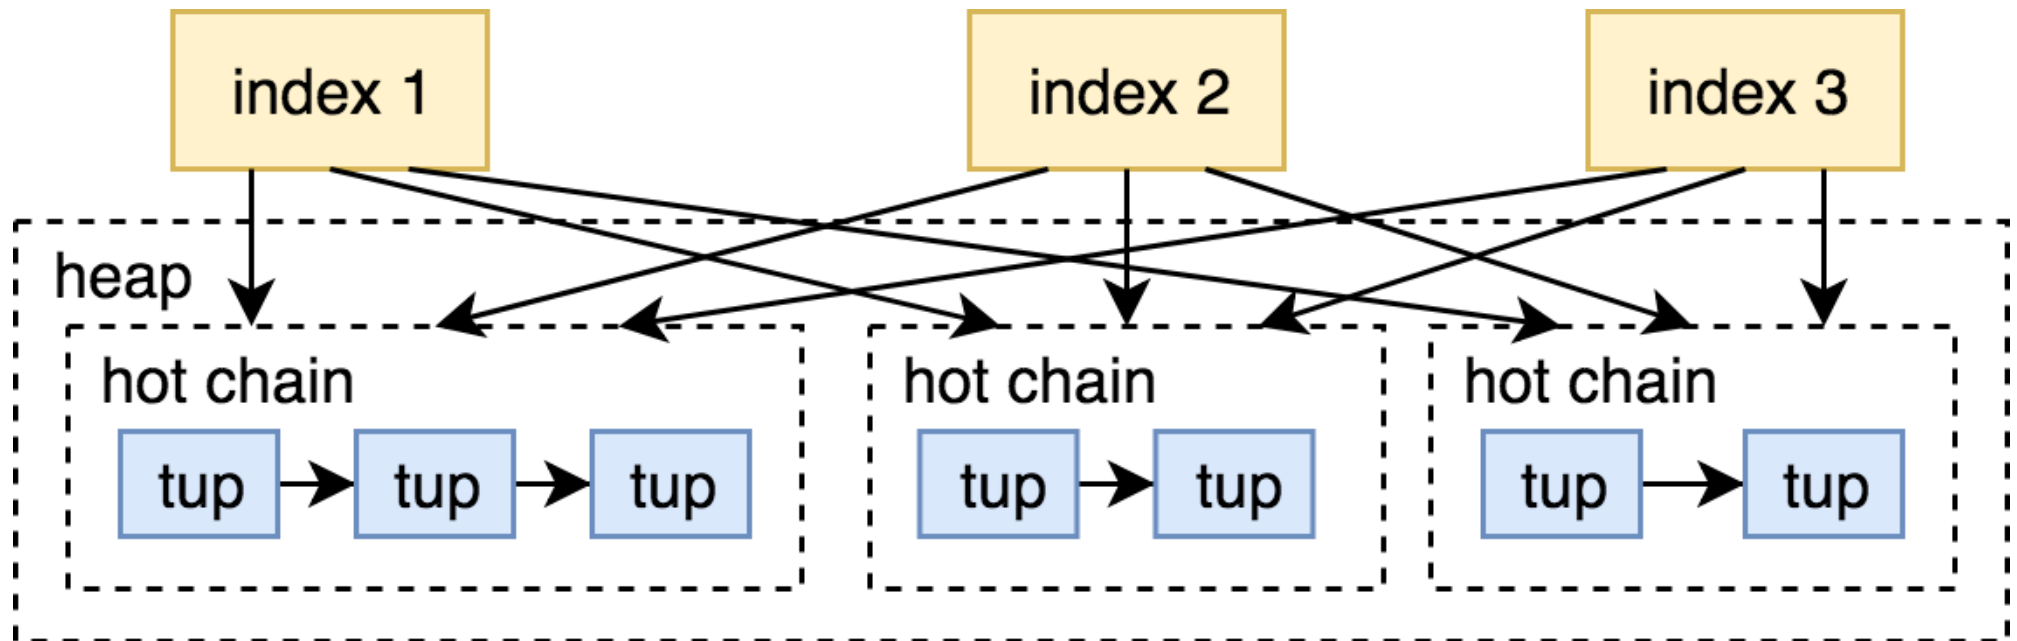 index 1
index 2
index 3
heap
hot chain
hot chain
hot chain
tup
tup
tup
tup
tup
tup
tup